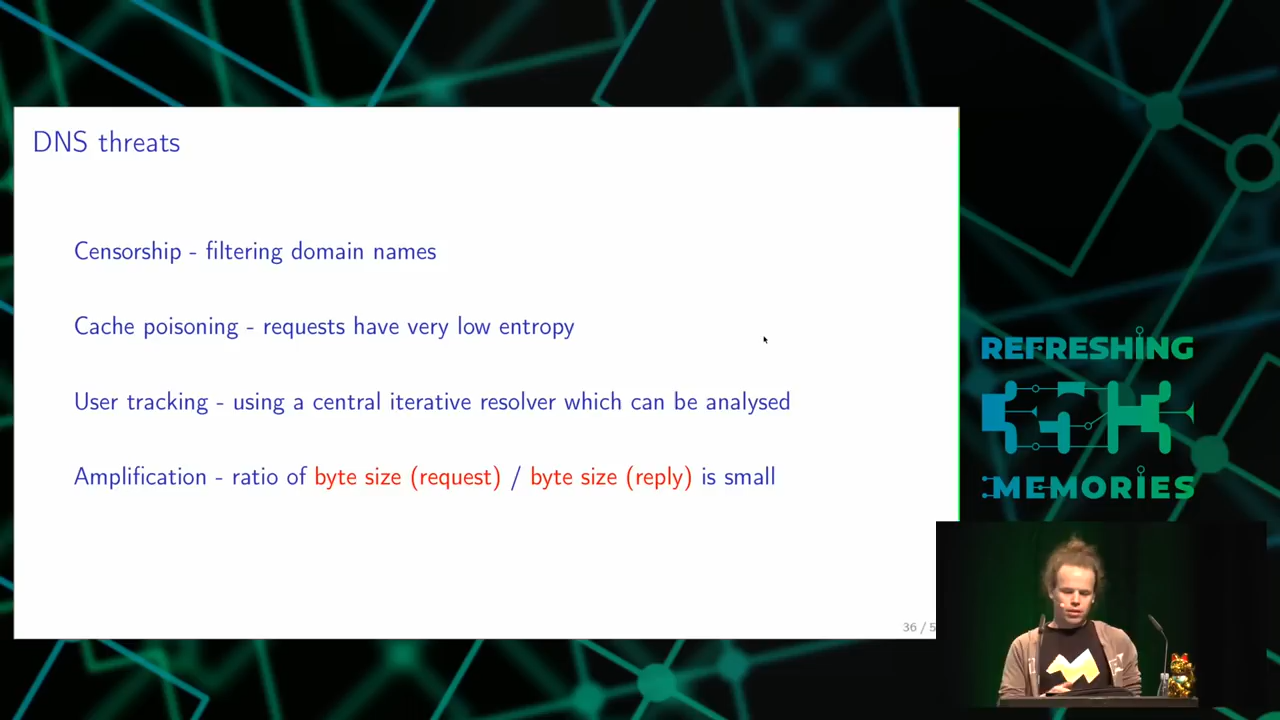 DNS threats
Censorship - filtering domain names
Cache poisoning - requests have very low entropy
User tracking - using a central iterative resolver which can be analysed
Amplification - ratio of byte size (request) / byte size (reply) is small
36 / 5
REFRESHING
MEMORIES